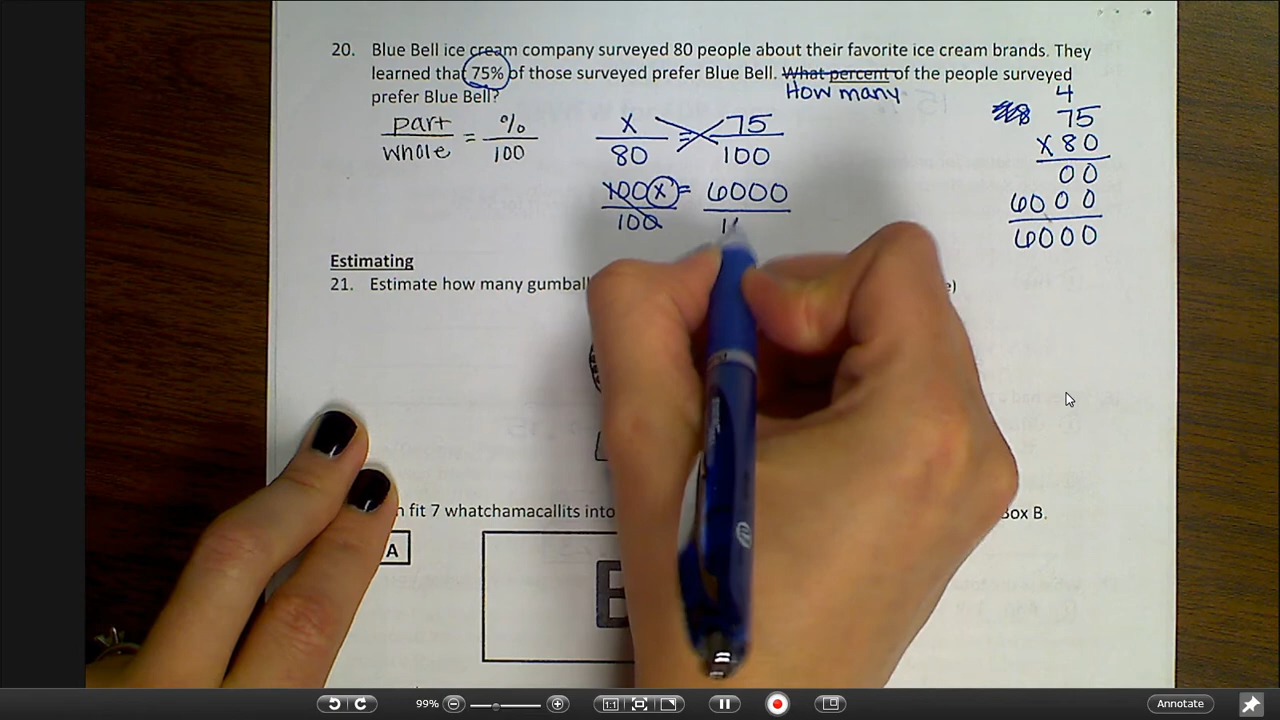 20. Blue Bell ice cream company surveyed 80 people about their favorite ice cream brands. They
learned that 75% of those surveyed prefer Blue Bell. What percent of the people surveyed
How many
prefer Blue Bell?
part / whole = % / 100
x / 80 = 75 / 100
100x / 100 = 6000
4
75
x 80
00
6000
6000
Estimating
21. Estimate how many gumball
fit 7 whatchamacallits into
Box B.
A
B
99%
1:1
Annotate